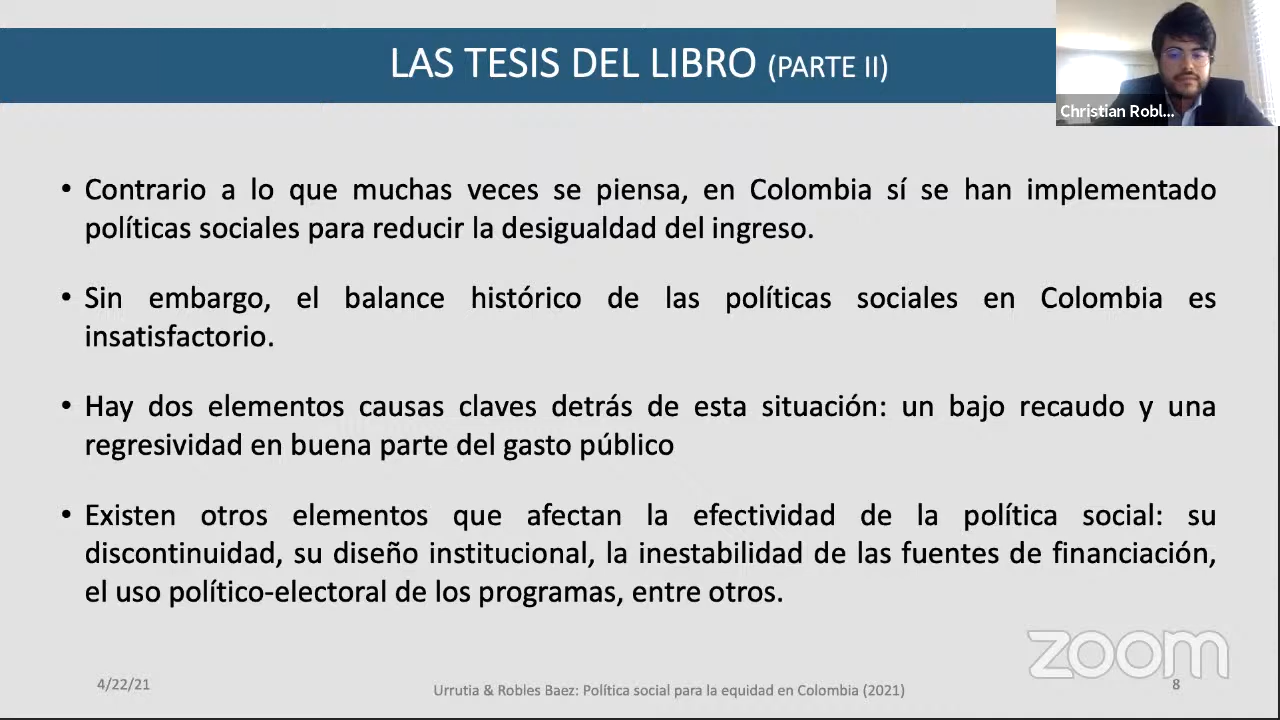 LAS TESIS DEL LIBRO (PARTE II)
Christian Robl...
• Contrario a lo que muchas veces se piensa, en Colombia sí se han implementado
políticas sociales para reducir la desigualdad del ingreso.
• Sin embargo, el balance histórico de las políticas sociales en Colombia es
insatisfactorio.
• Hay dos elementos causas claves detrás de esta situación: un bajo recaudo y una
regresividad en buena parte del gasto público
• Existen otros elementos que afectan la efectividad de la política social: su
discontinuidad, su diseño institucional, la inestabilidad de las fuentes de financiación,
el uso político-electoral de los programas, entre otros.
zoom
4/22/21
Urrutia & Robles Baez: Política social para la equidad en Colombia (2021)
8